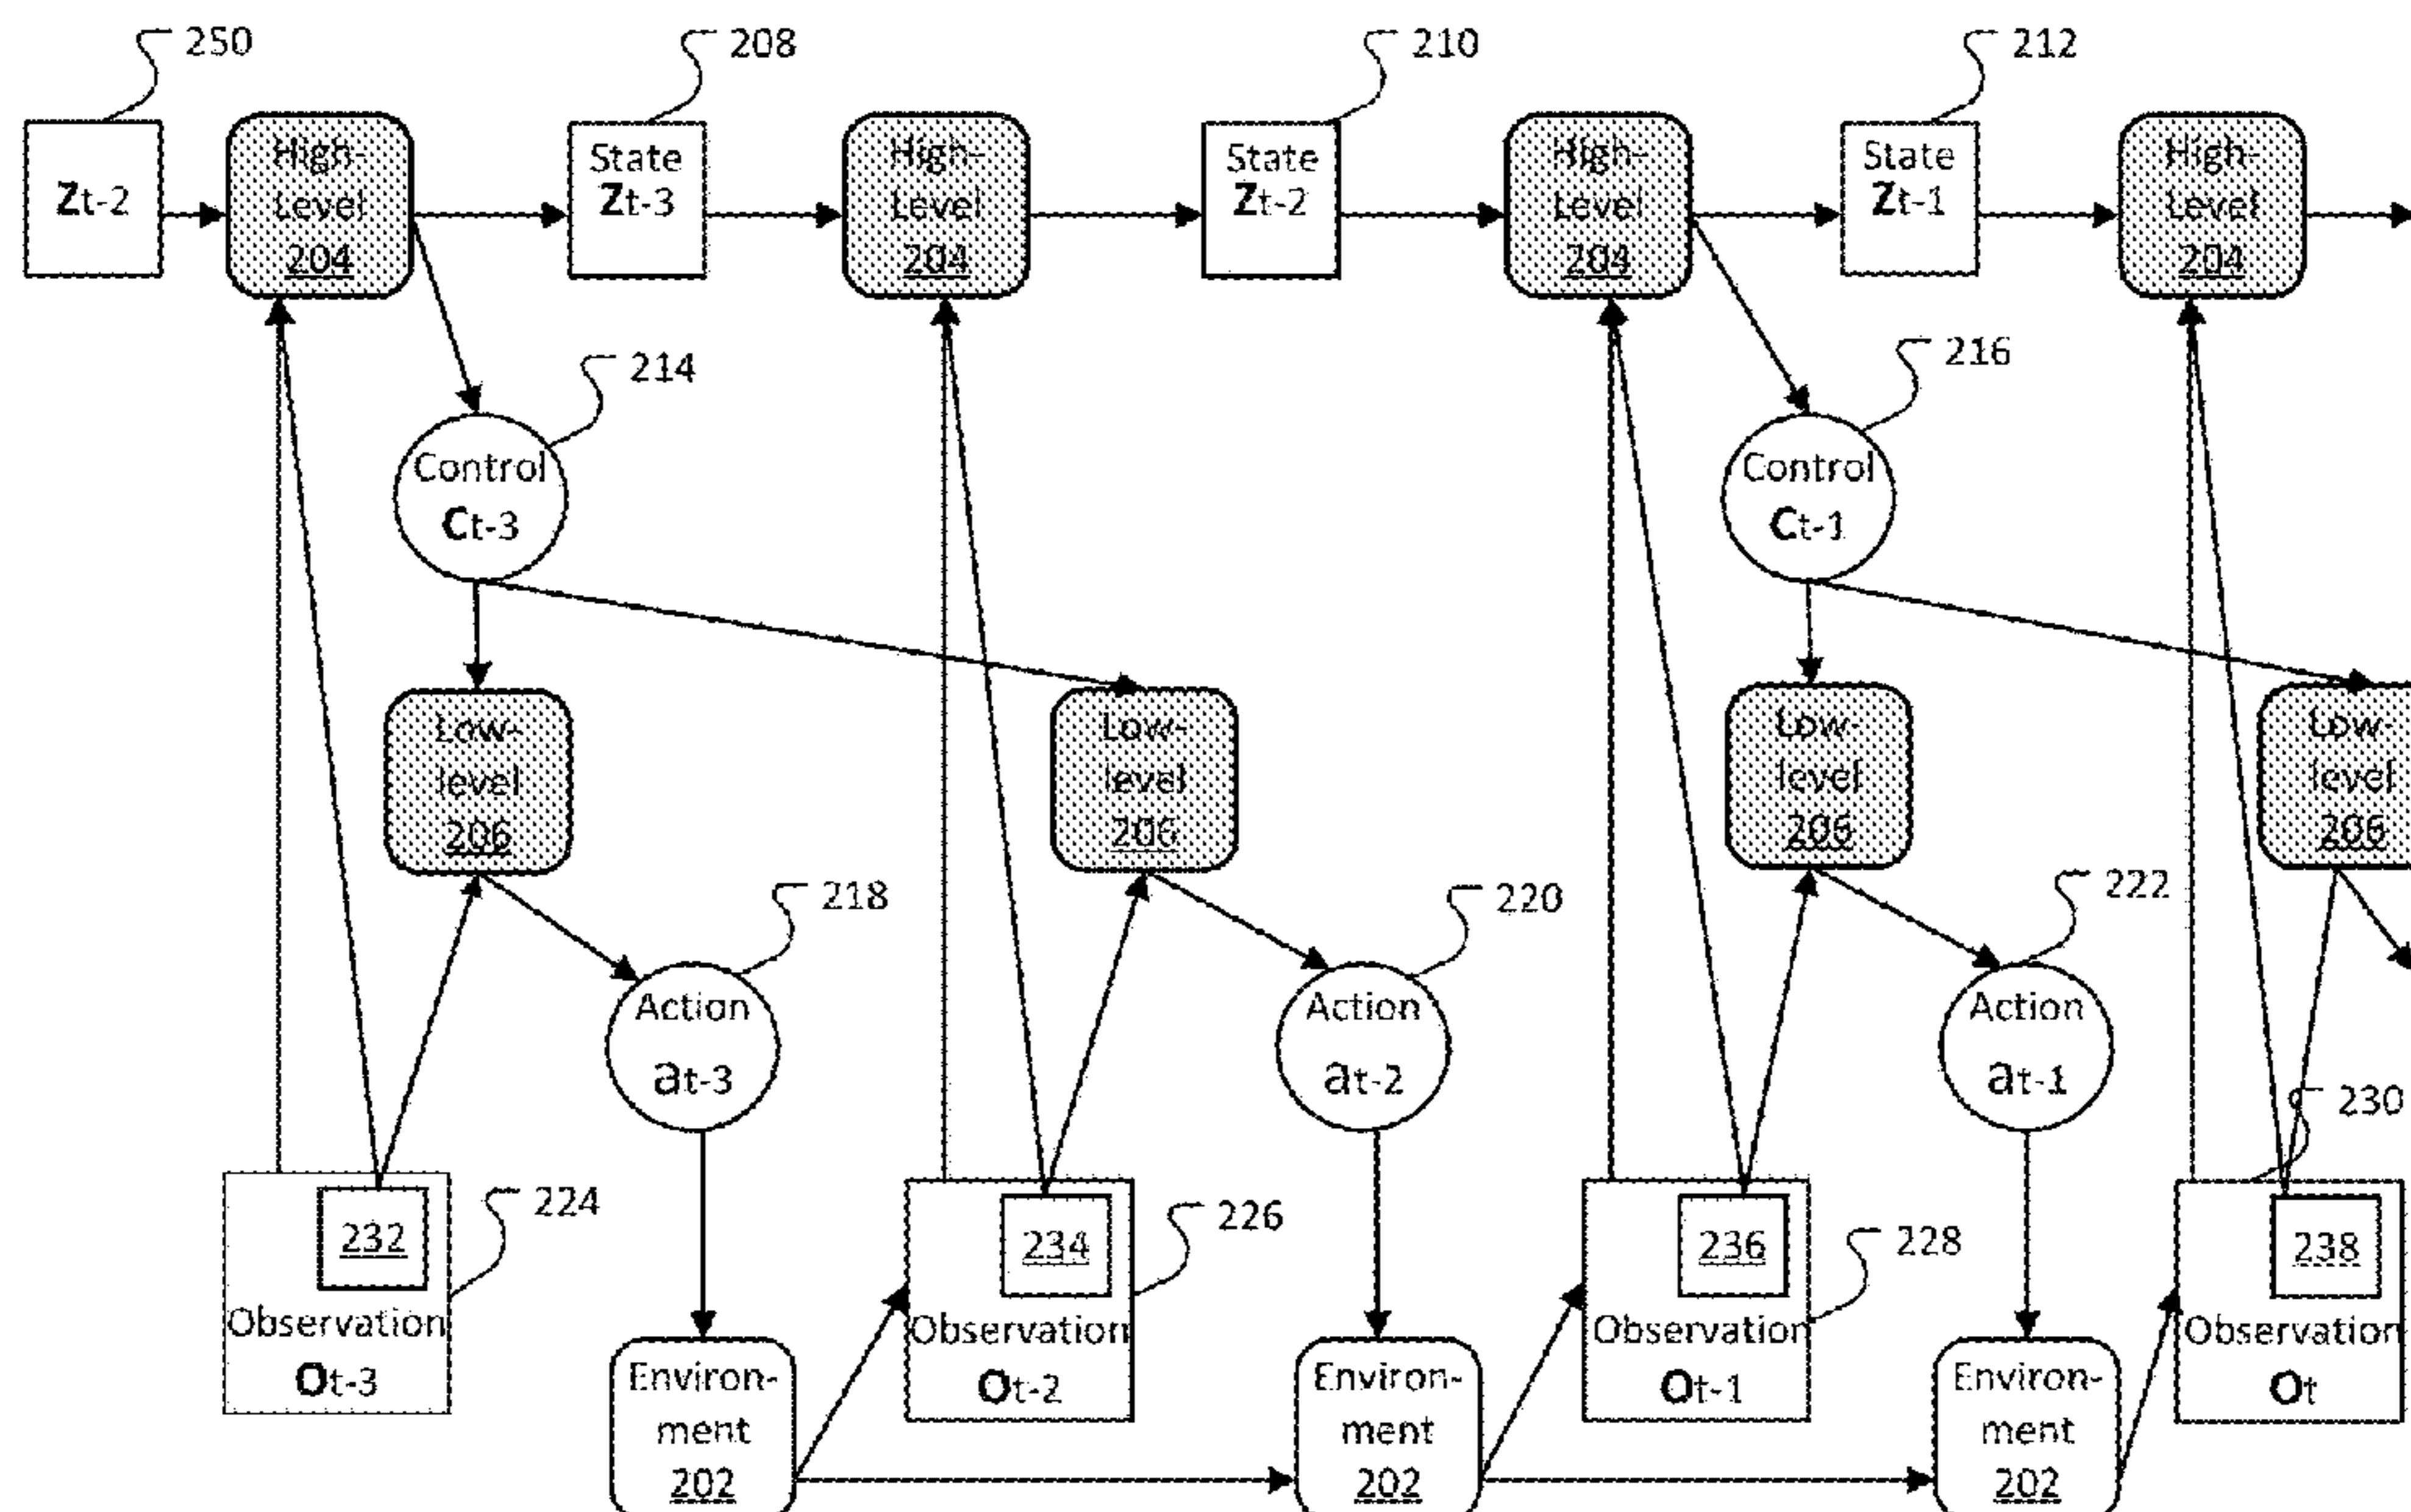 250
208
210
212
Zt-2
High-
Level
204
State
Zt-3
High-
Level
204
State
Zt-2
High-
Level
204
State
Zt-1
High-
Level
204
214
216
Control
Ct-3
Control
Ct-1
Low-
level
206
Low-
level
206
Low-
level
206
Low-
level
206
218
220
222
Action
at-3
Action
at-2
Action
at-1
230
232
224
234
226
236
228
238
Observation
Ot-3
Observation
Ot-2
Observation
Ot-1
Observation
Ot
Environ-
ment
202
Environ-
ment
202
Environ-
ment
202